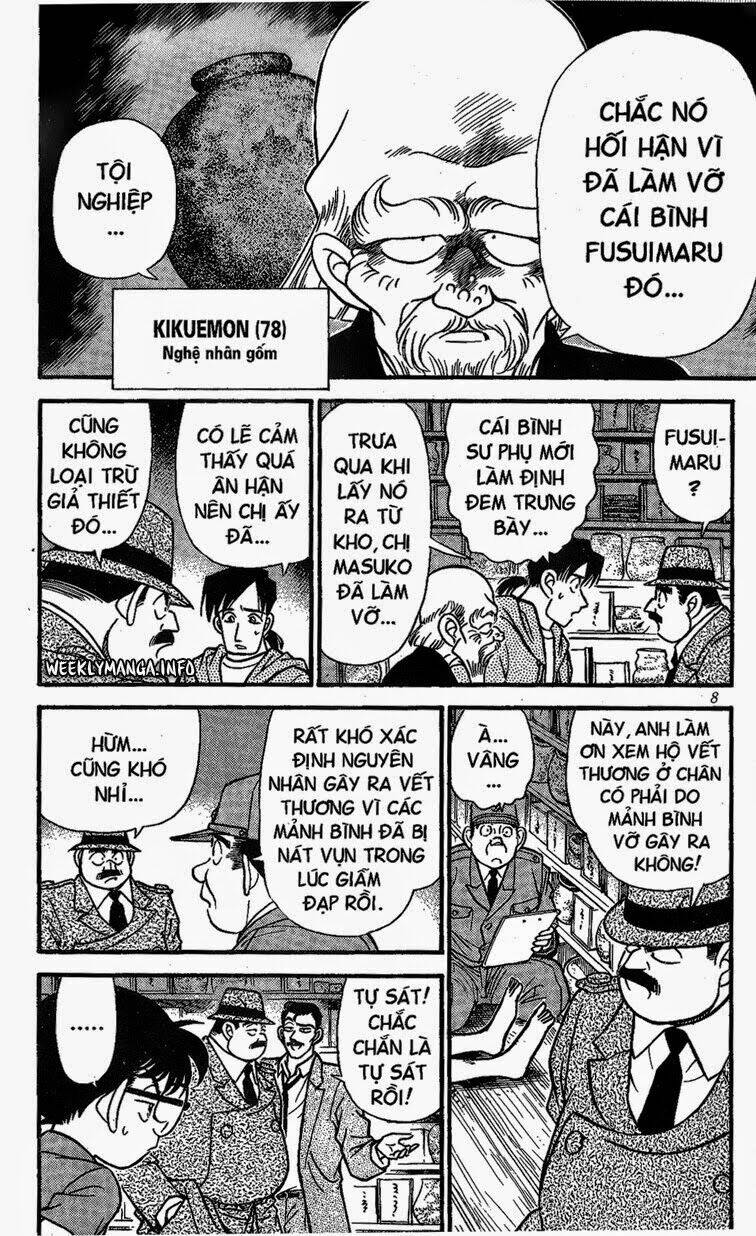 CHẮC NÓ
HỐI HẬN VÌ
ĐÃ LÀM VỠ
CÁI BÌNH
FUSUIMARU
ĐÓ...
TỘI
NGHIỆP
...
KIKUEMON (78)
Nghệ nhân gốm
FUSUI-
MARU
?
CÁI BÌNH
SƯ PHỤ MỚI
LÀM ĐỊNH
ĐEM TRƯNG
BÀY...
TRƯA
QUA KHI
LẤY NÓ
RA TỪ
KHO, CHỊ
MASUKO
ĐÃ LÀM
VỠ...
CÓ LẼ CẢM
THẤY QUÁ
ÂN HẬN
NÊN CHỊ ẤY
ĐÃ...
CŨNG
KHÔNG
LOẠI TRỪ
GIẢ THIẾT
ĐÓ...
WEEKLYMANGA.INFO
8
NÀY, ANH LÀM
ƠN XEM HỘ VẾT
THƯƠNG Ở CHÂN
CÓ PHẢI DO
MẢNH BÌNH
VỠ GÂY RA
KHÔNG!
À...
VÂNG
...
RẤT KHÓ XÁC
ĐỊNH NGUYÊN
NHÂN GÂY RA VẾT
THƯƠNG VÌ CÁC
MẢNH BÌNH ĐÃ BỊ
NÁT VỤN TRONG
LÚC GIẪM
ĐẠP RỒI.
HỪM...
CŨNG KHÓ
NHỈ...
TỰ SÁT!
CHẮC
CHẮN LÀ
TỰ SÁT
RỒI!
.....